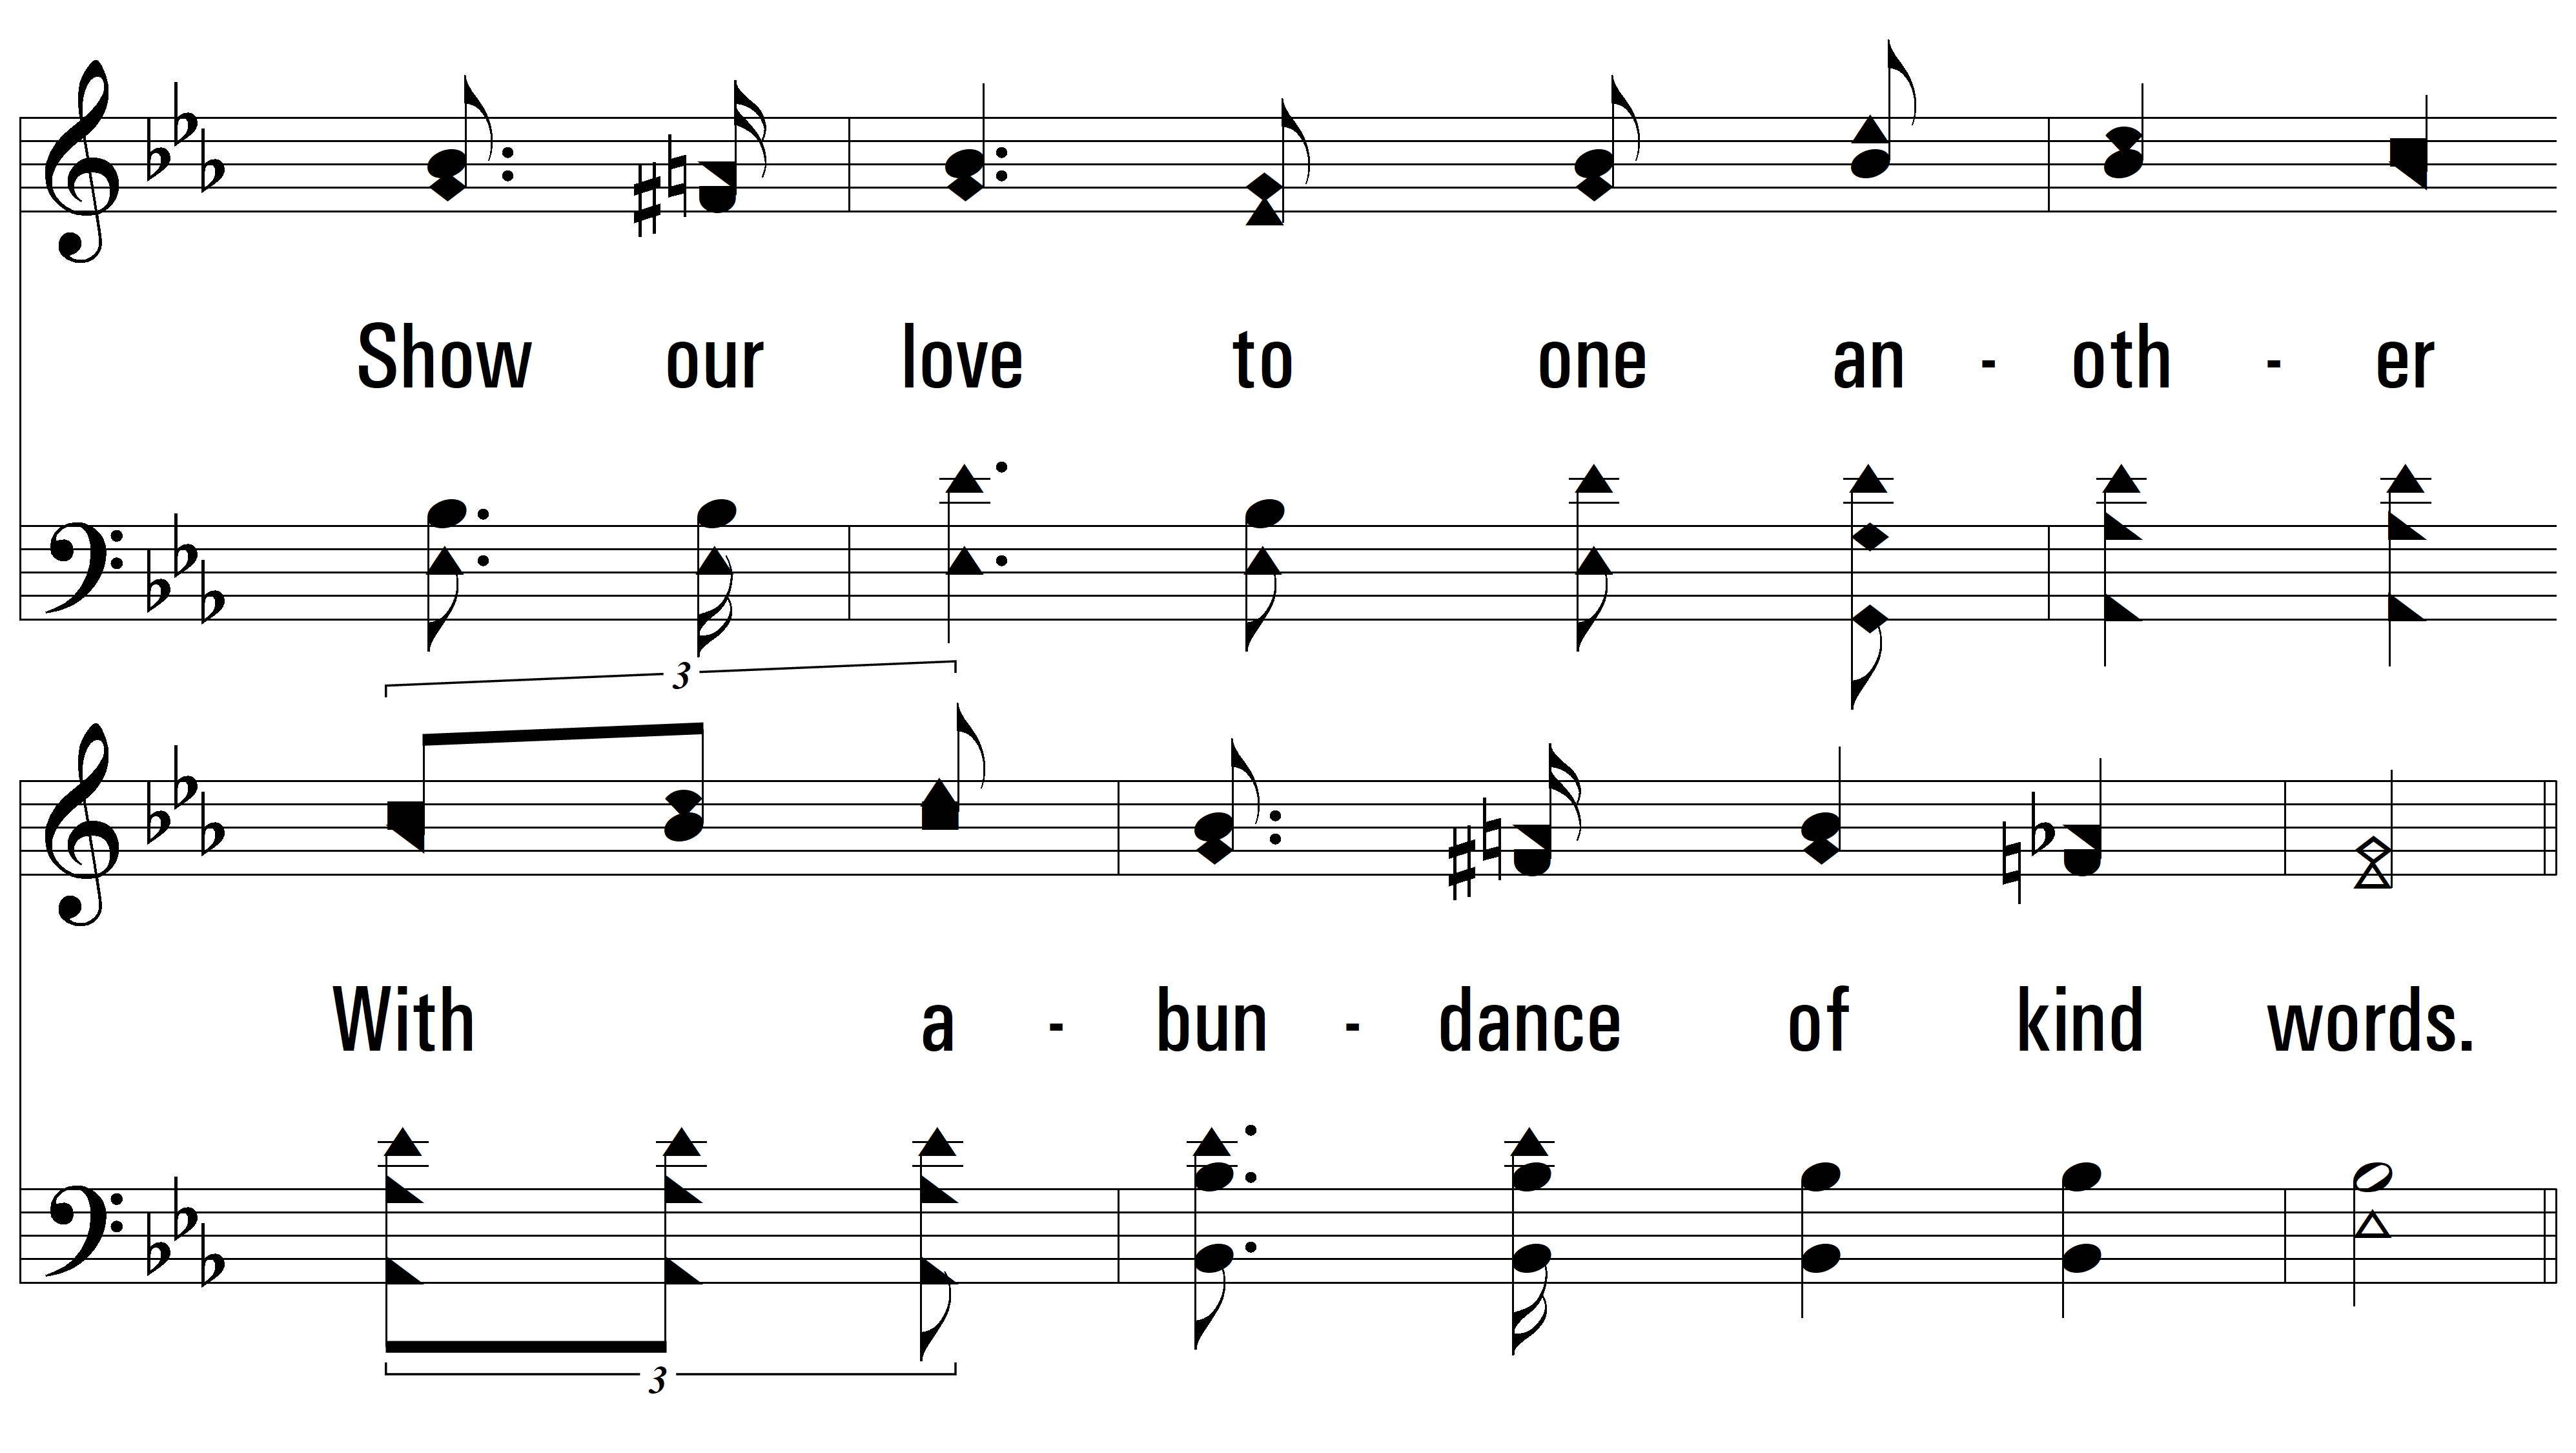 Show our love to one an - oth - er
3
With a - bun - dance of kind words.
3